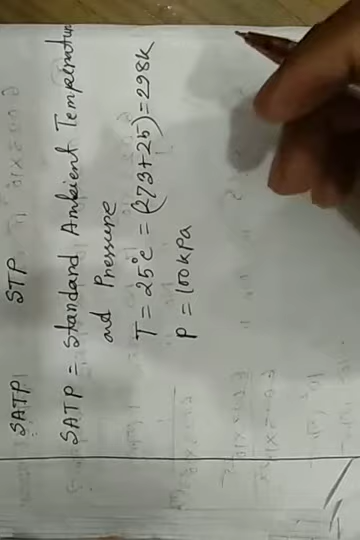 SATP STP
SATP = Standard Ambient Temperature
and Pressure
T = 25°C = (273+25) = 298K
P = 100kPa